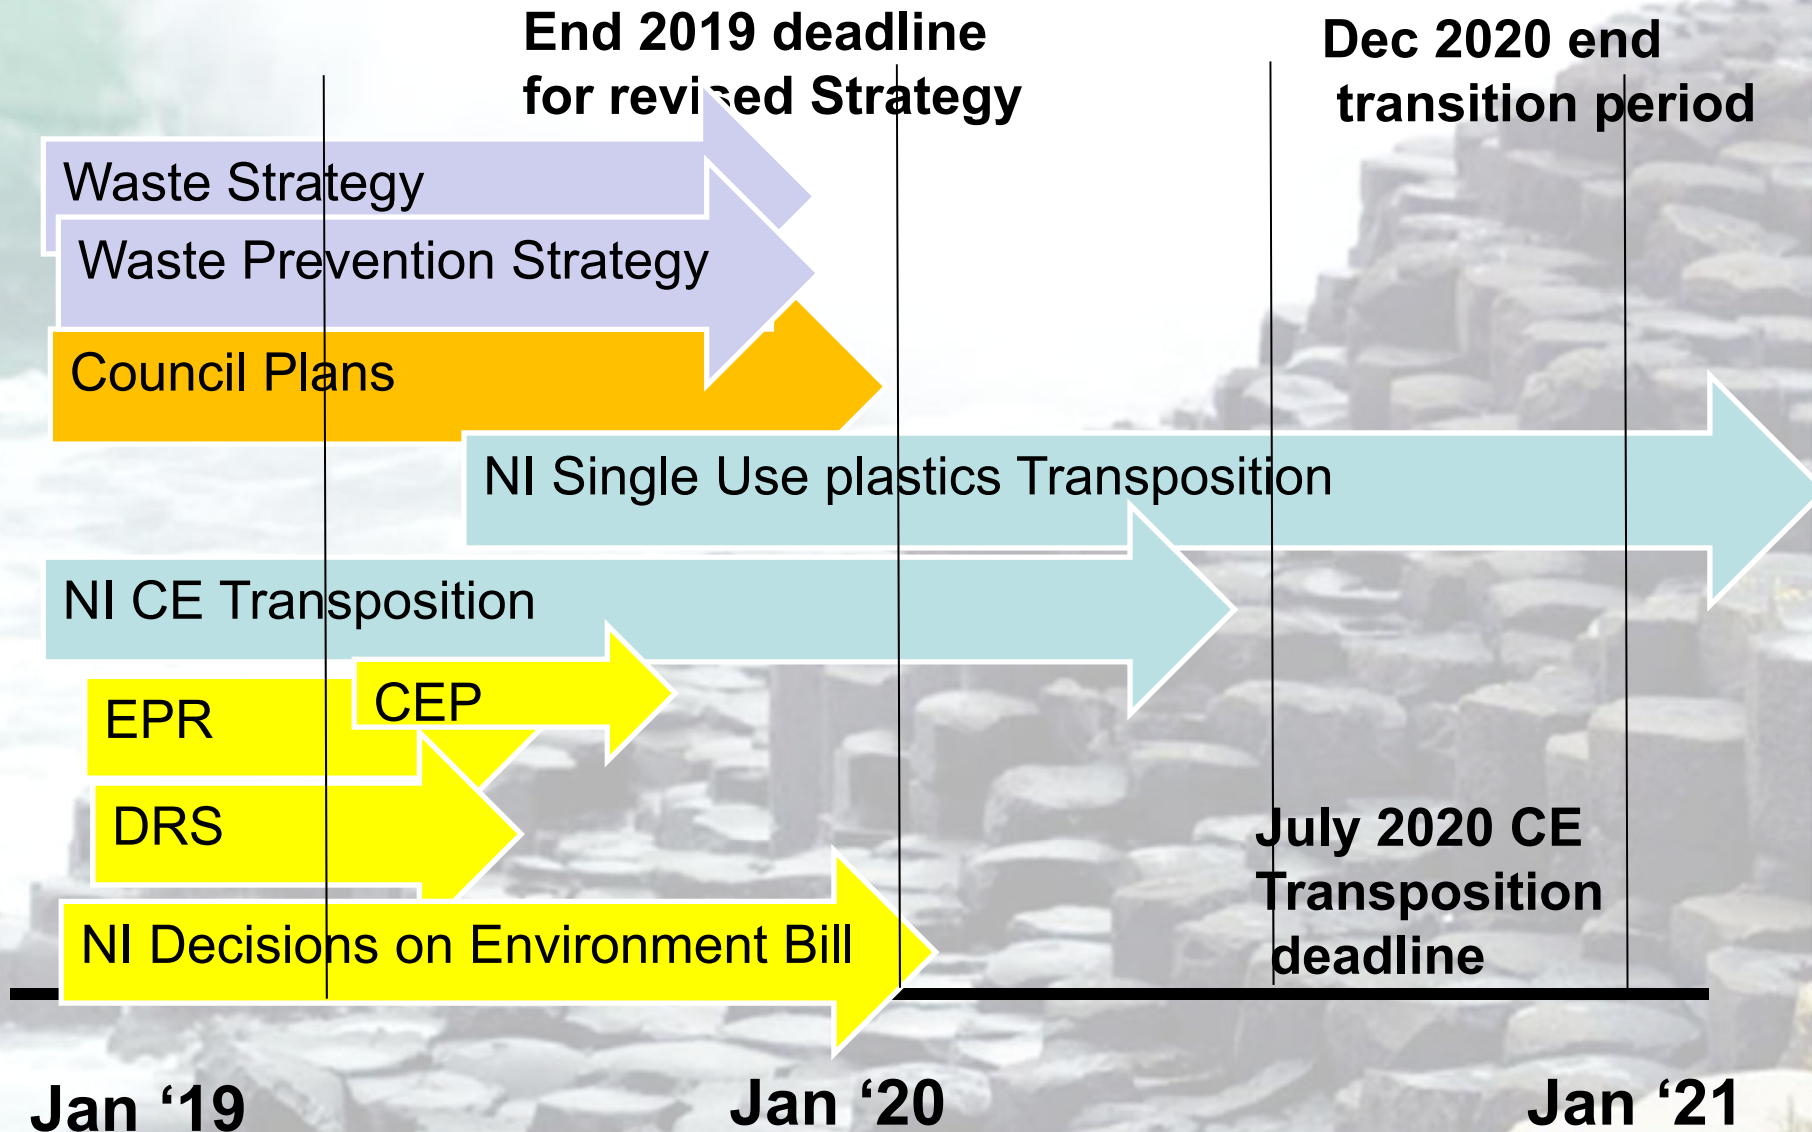 End 2019 deadline
for revised Strategy
Dec 2020 end
transition period
Waste Strategy
Waste Prevention Strategy
Council Plans
NI Single Use plastics Transposition
NI CE Transposition
CEP
EPR
DRS
July 2020 CE
Transposition
deadline
NI Decisions on Environment Bill
Jan ‘19
Jan ‘20
Jan ‘21